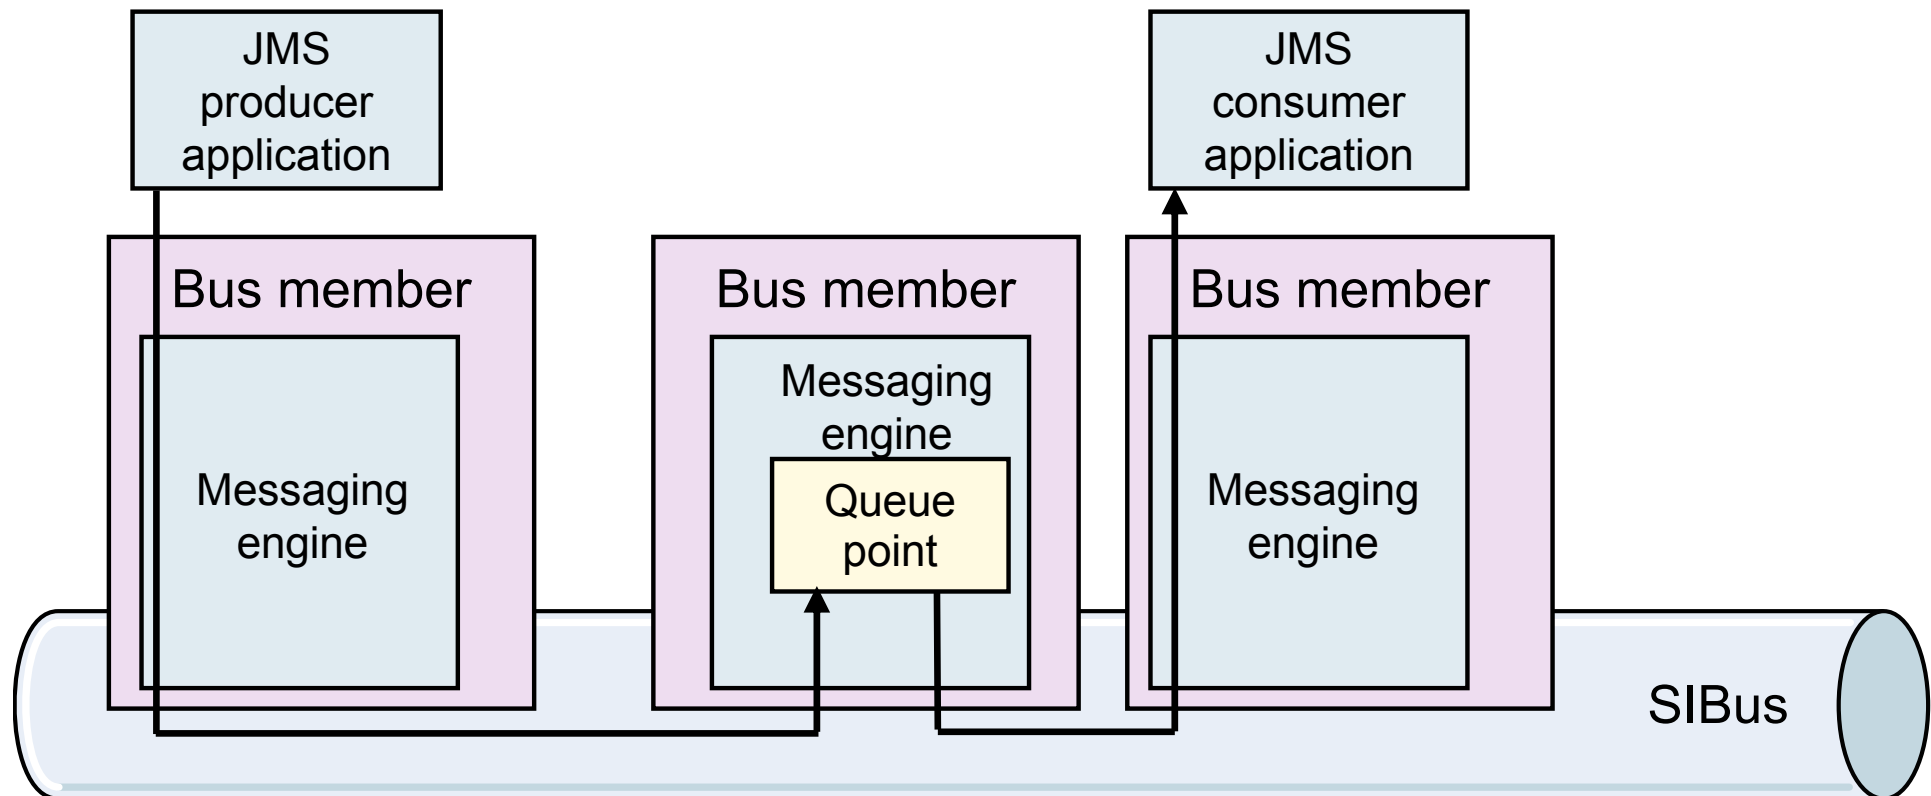 JMS
producer
application
JMS
consumer
application
Bus member
Messaging
engine
Bus member
Messaging
engine
Queue
point
Bus member
Messaging
engine
SIBus